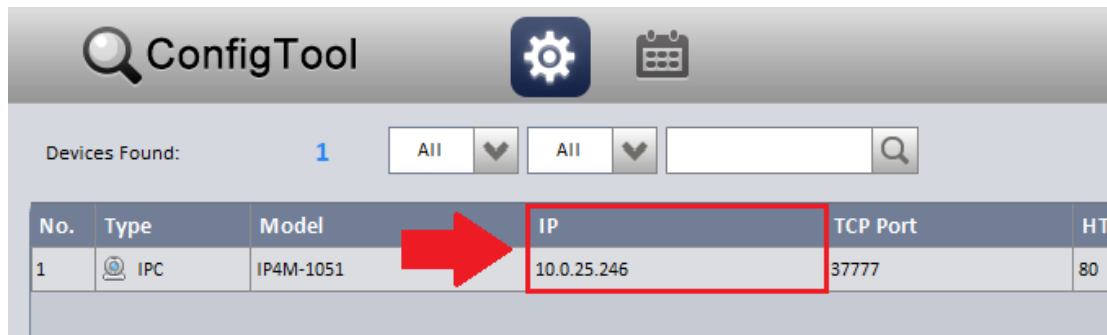 ConfigTool
Devices Found: 1 All All
No. Type Model IP TCP Port HT
1 IPC IP4M-1051 10.0.25.246 37777 80